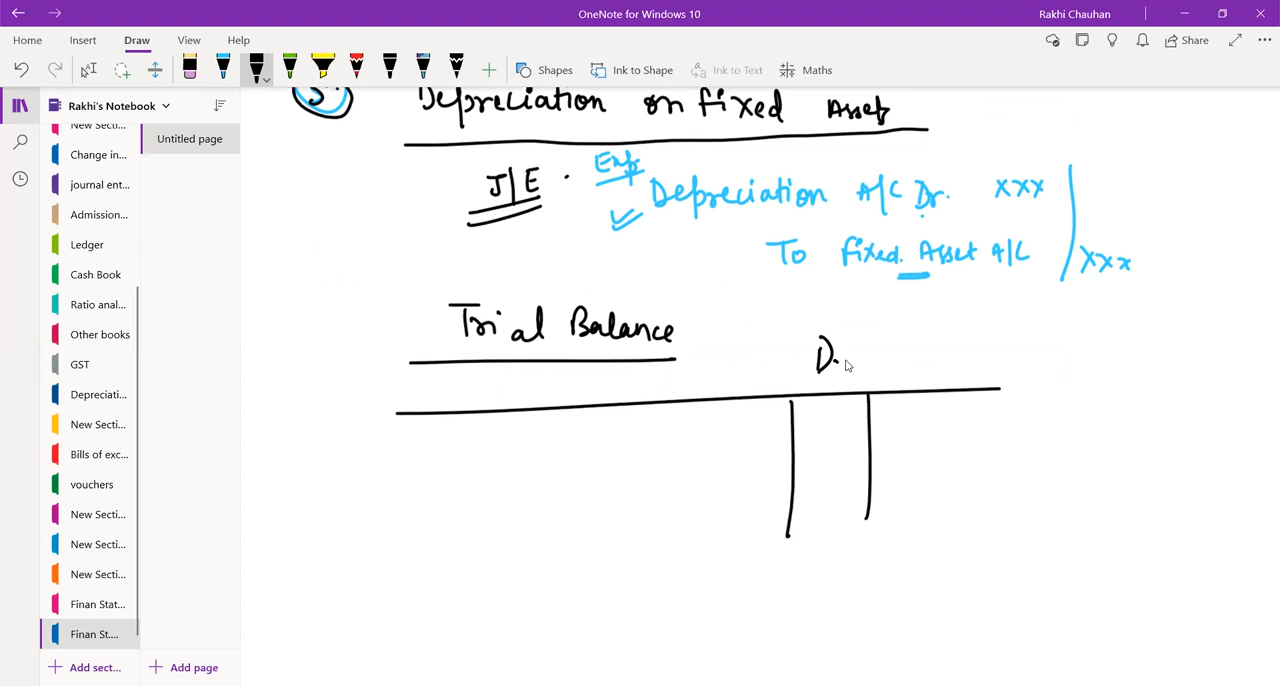 OneNote for Windows 10
Rakhi Chauhan
Home Insert Draw View Help
Share
Shapes Ink to Shape Ink to Text Maths
Rakhi's Notebook
New Secti...
Change in...
journal ent...
Admission...
Ledger
Cash Book
Ratio anal...
Other books
GST
Depreciati...
New Secti...
Bills of exc...
vouchers
New Secti...
New Secti...
New Secti...
Finan Stat...
Finan St....
Add sect...
Untitled page
Add page
Depreciation on fixed Asset
J/E .
Depreciation A/C Dr. xxx
To fixed Asset A/C xxx
Trial Balance
D.